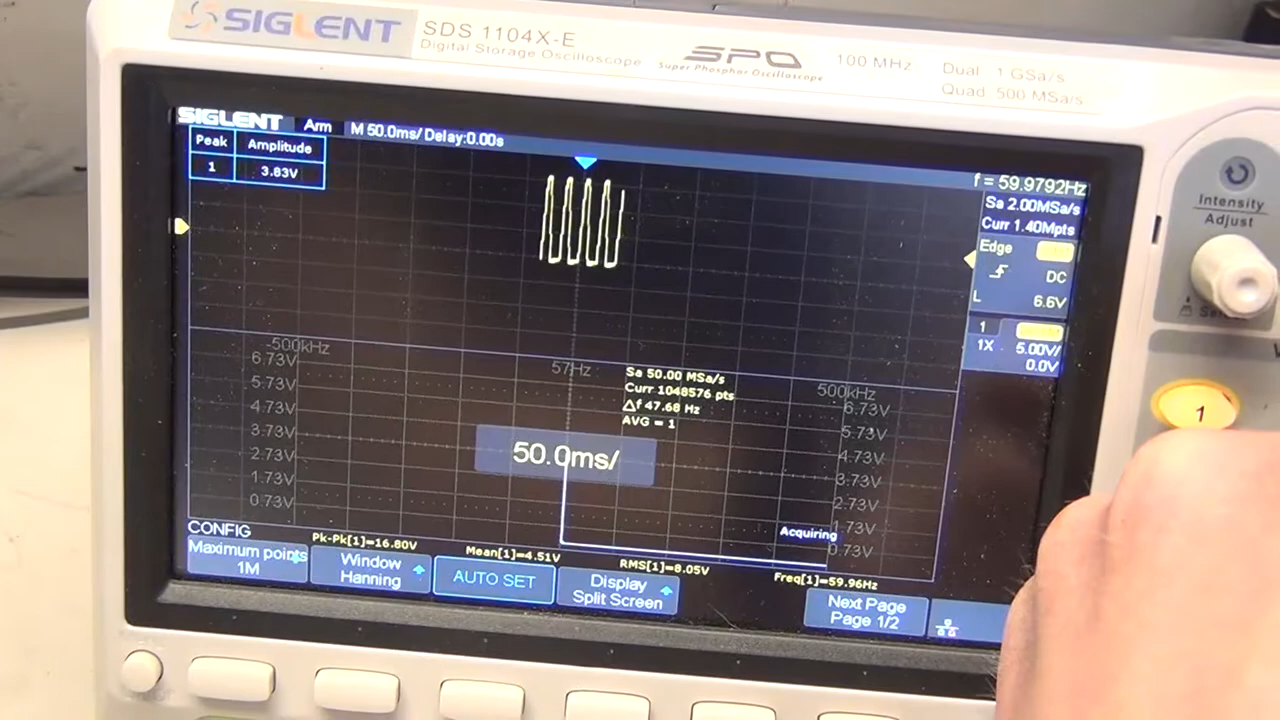 SIGLENT SDS 1104X-E
Digital Storage Oscilloscope
SPO
Super Phosphor Oscilloscope
100 MHz
Dual 1 GSa/s
Quad 500 MSa/s
SIGLENT Arm M 50.0ms/ Delay:0.00s
Peak Amplitude
1 3.83V
f = 59.9792Hz
Sa 2.00MSa/s
Curr 1.40Mpts
Edge
DC
L 6.6V
1
1X 5.00V/
0.0V
Intensity
Adjust
1
-500kHz 57Hz 500kHz
6.73V
5.73V
4.73V
3.73V
2.73V
1.73V
0.73V
Sa 50.00 MSa/s
Curr 1048576 pts
Δf 47.68 Hz
AVG = 1
6.73V
5.73V
4.73V
3.73V
2.73V
1.73V
0.73V
50.0ms/
Acquiring
CONFIG
Pk-Pk[1]=16.80V Mean[1]=4.51V RMS[1]=8.05V Freq[1]=59.96Hz
Maximum points
1M
Window
Hanning
AUTO SET
Display
Split Screen
Next Page
Page 1/2